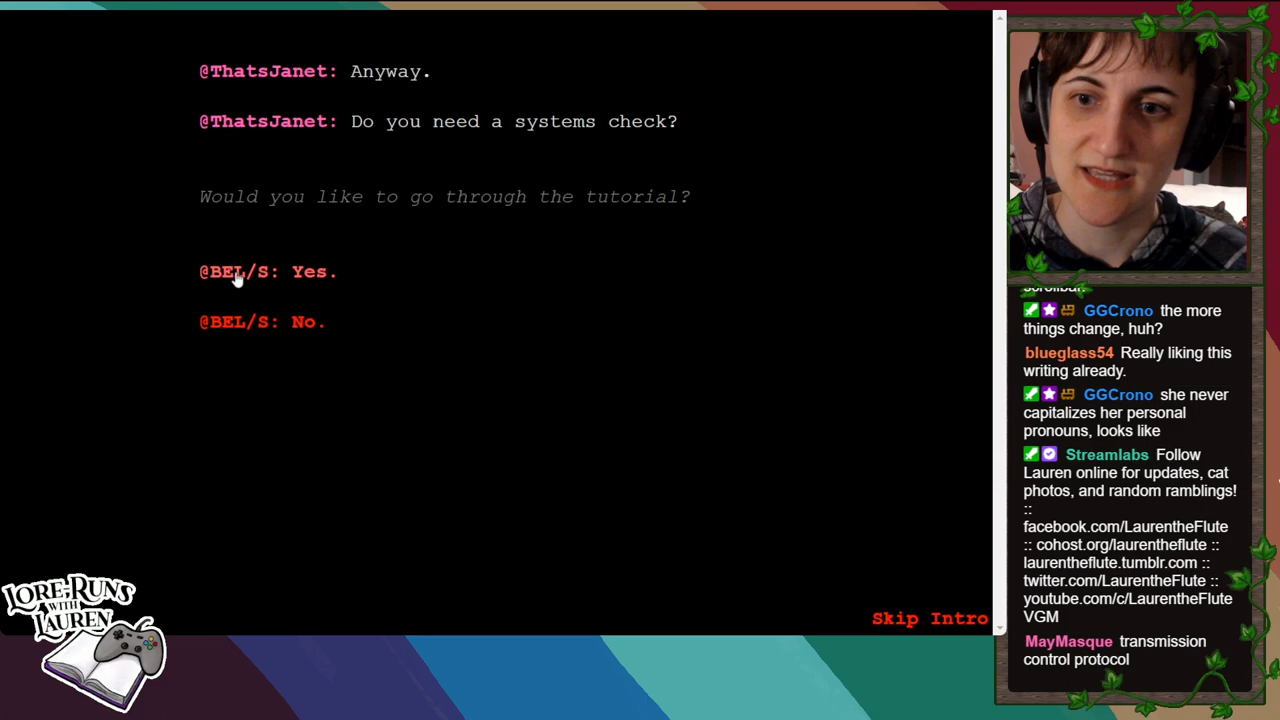 @ThatsJanet: Anyway.
@ThatsJanet: Do you need a systems check?
Would you like to go through the tutorial?
@BEL/S: Yes.
@BEL/S: No.
Skip Intro
LORE-RUNS
WITH
LAUREN
scrollbar.
GGCrono the more
things change, huh?
blueglass54 Really liking this
writing already.
GGCrono she never
capitalizes her personal
pronouns, looks like
Streamlabs Follow
Lauren online for updates, cat
photos, and random ramblings!
::
facebook.com/LaurentheFlute
:: cohost.org/laurentheflute ::
laurentheflute.tumblr.com ::
twitter.com/LaurentheFlute ::
youtube.com/c/LaurentheFlute
VGM
MayMasque transmission
control protocol